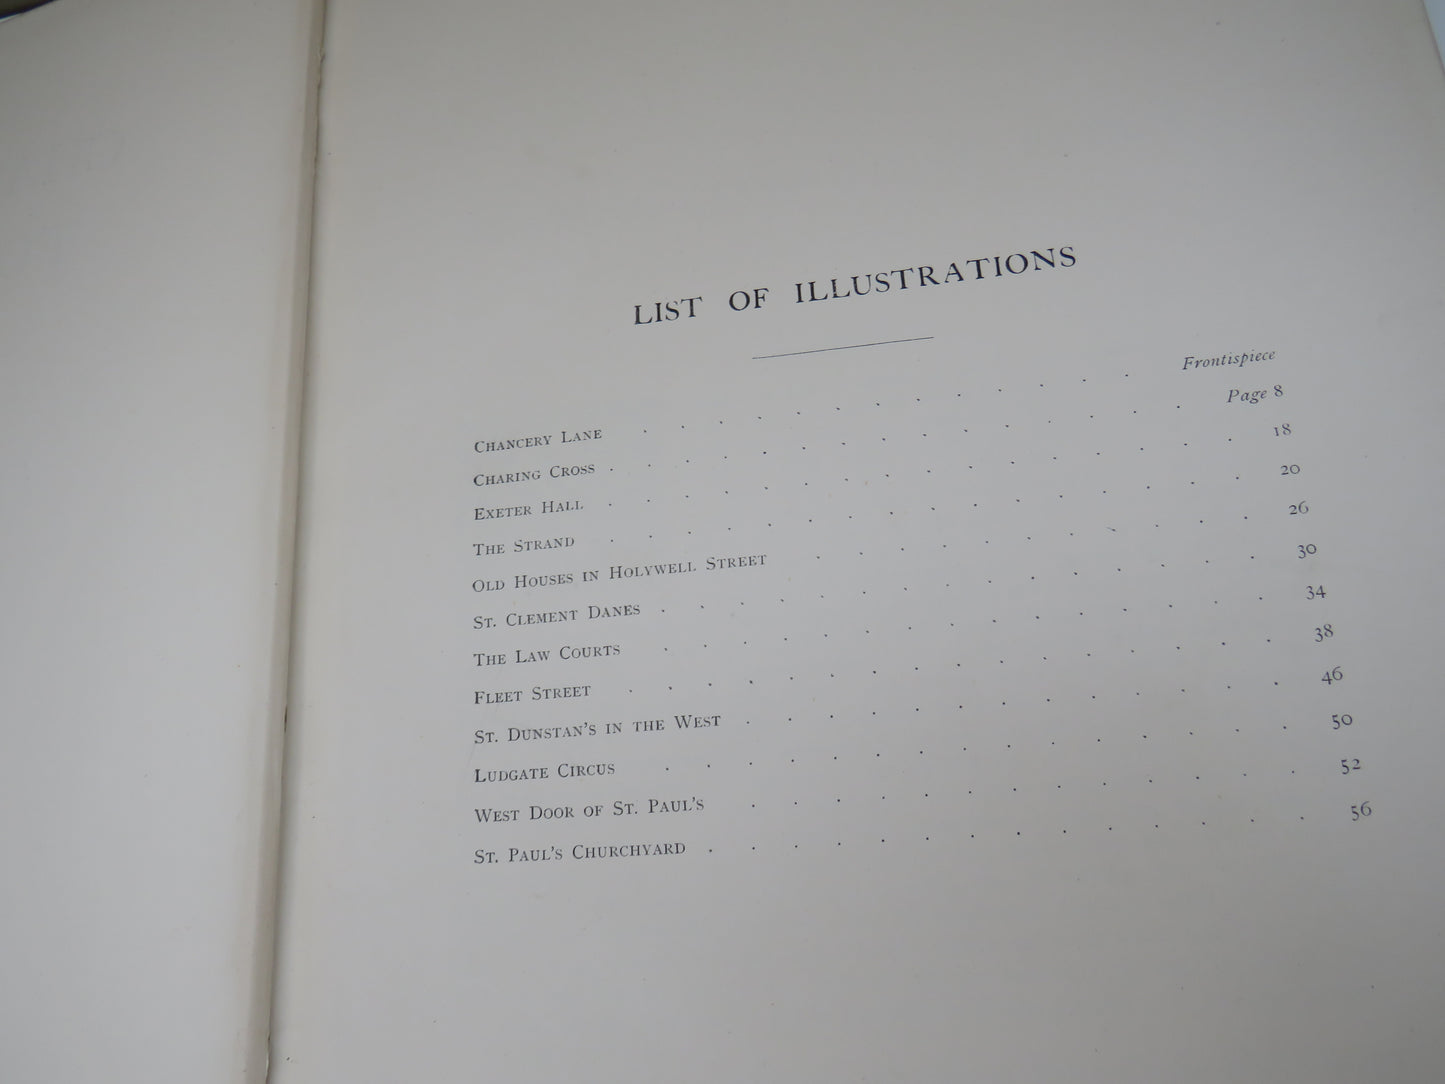 LIST OF ILLUSTRATIONS
CHANCERY LANE . . . . . . . . . . . . Frontispiece
CHARING CROSS . . . . . . . . . . . . . . . Page 8
EXETER HALL . . . . . . . . . . . . . . . . 18
THE STRAND . . . . . . . . . . . . . . . . 20
OLD HOUSES IN HOLYWELL STREET . . . . . . . . . . . 26
ST. CLEMENT DANES . . . . . . . . . . . . . . . 30
THE LAW COURTS . . . . . . . . . . . . . . . 34
FLEET STREET . . . . . . . . . . . . . . . . 38
ST. DUNSTAN'S IN THE WEST . . . . . . . . . . . . . 46
LUDGATE CIRCUS . . . . . . . . . . . . . . . 50
WEST DOOR OF ST. PAUL'S . . . . . . . . . . . . . 52
ST. PAUL'S CHURCHYARD . . . . . . . . . . . . . . 56